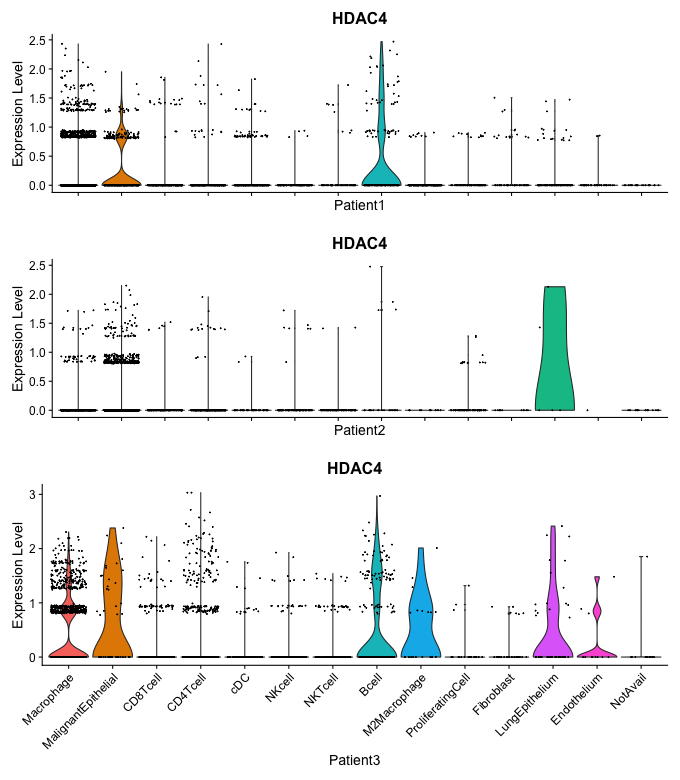 HDAC4
Expression Level
2.5
2.0
1.5
1.0
0.5
0.0
Patient1
HDAC4
Expression Level
2.5
2.0
1.5
1.0
0.5
0.0
Patient2
HDAC4
Expression Level
3
2
1
0
Macrophage
MalignantEpithelial
CD8Tcell
CD4Tcell
cDC
NKcell
NKTcell
Bcell
M2Macrophage
ProliferatingCell
Fibroblast
LungEpithelium
Endothelium
NotAvail
Patient3